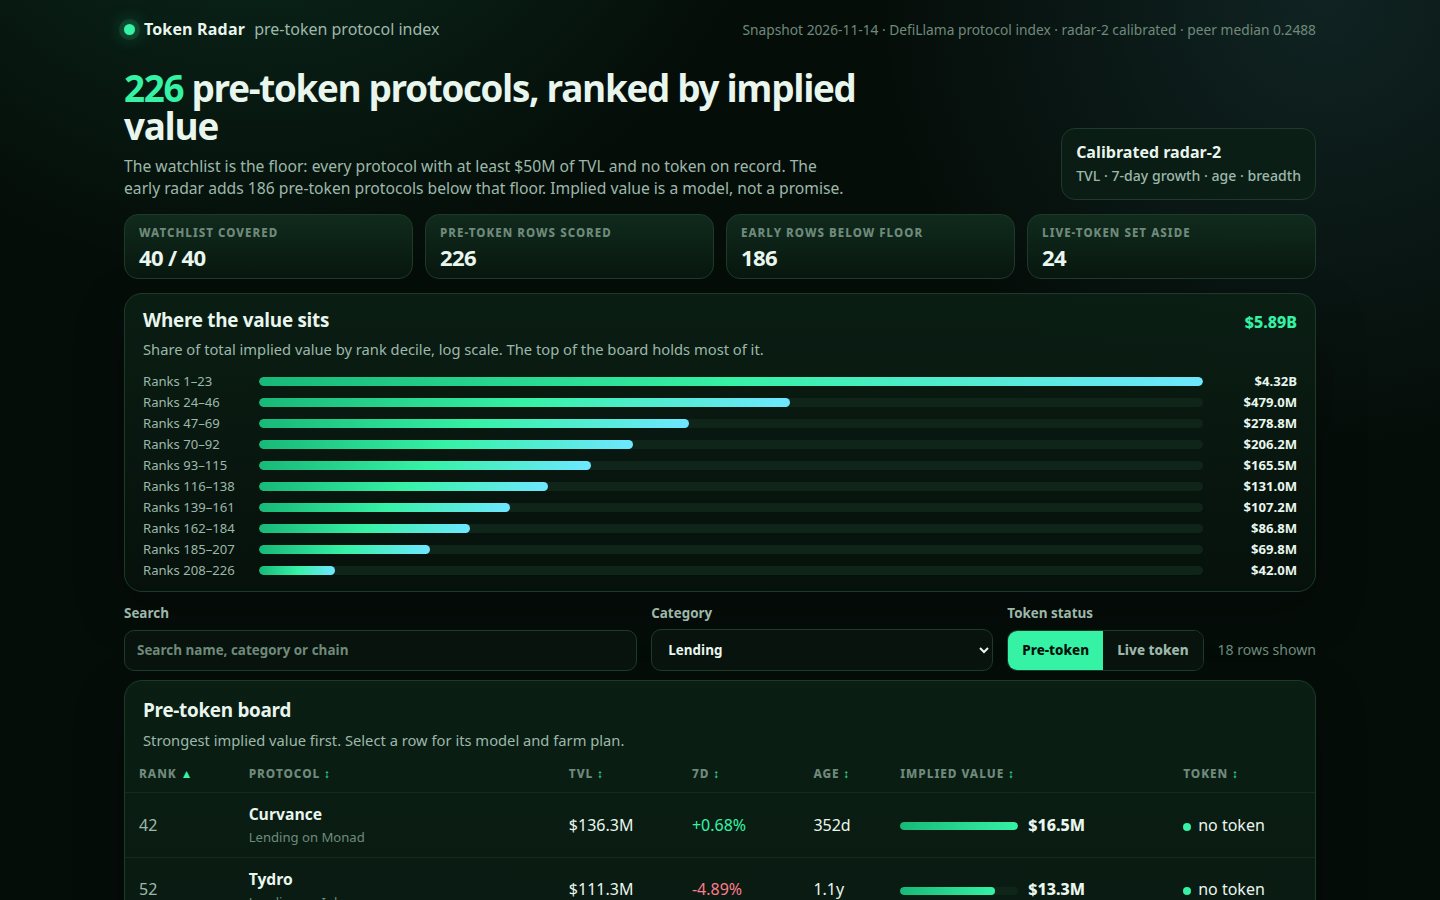 Token Radar pre-token protocol index
Snapshot 2026-11-14 · DefiLlama protocol index · radar-2 calibrated · peer median 0.2488
226 pre-token protocols, ranked by implied
value
The watchlist is the floor: every protocol with at least $50M of TVL and no token on record. The
early radar adds 186 pre-token protocols below that floor. Implied value is a model, not a promise.
Calibrated radar-2
TVL · 7-day growth · age · breadth
WATCHLIST COVERED
40 / 40
PRE-TOKEN ROWS SCORED
226
EARLY ROWS BELOW FLOOR
186
LIVE-TOKEN SET ASIDE
24
Where the value sits
$5.89B
Share of total implied value by rank decile, log scale. The top of the board holds most of it.
Ranks 1–23 $4.32B
Ranks 24–46 $479.0M
Ranks 47–69 $278.8M
Ranks 70–92 $206.2M
Ranks 93–115 $165.5M
Ranks 116–138 $131.0M
Ranks 139–161 $107.2M
Ranks 162–184 $86.8M
Ranks 185–207 $69.8M
Ranks 208–226 $42.0M
Search
Search name, category or chain
Category
Lending
Token status
Pre-token Live token
18 rows shown
Pre-token board
Strongest implied value first. Select a row for its model and farm plan.
RANK ▲ PROTOCOL ↕ TVL ↕ 7D ↕ AGE ↕ IMPLIED VALUE ↕ TOKEN ↕
42 Curvance $136.3M +0.68% 352d $16.5M no token
Lending on Monad
52 Tydro $111.3M -4.89% 1.1y $13.3M no token